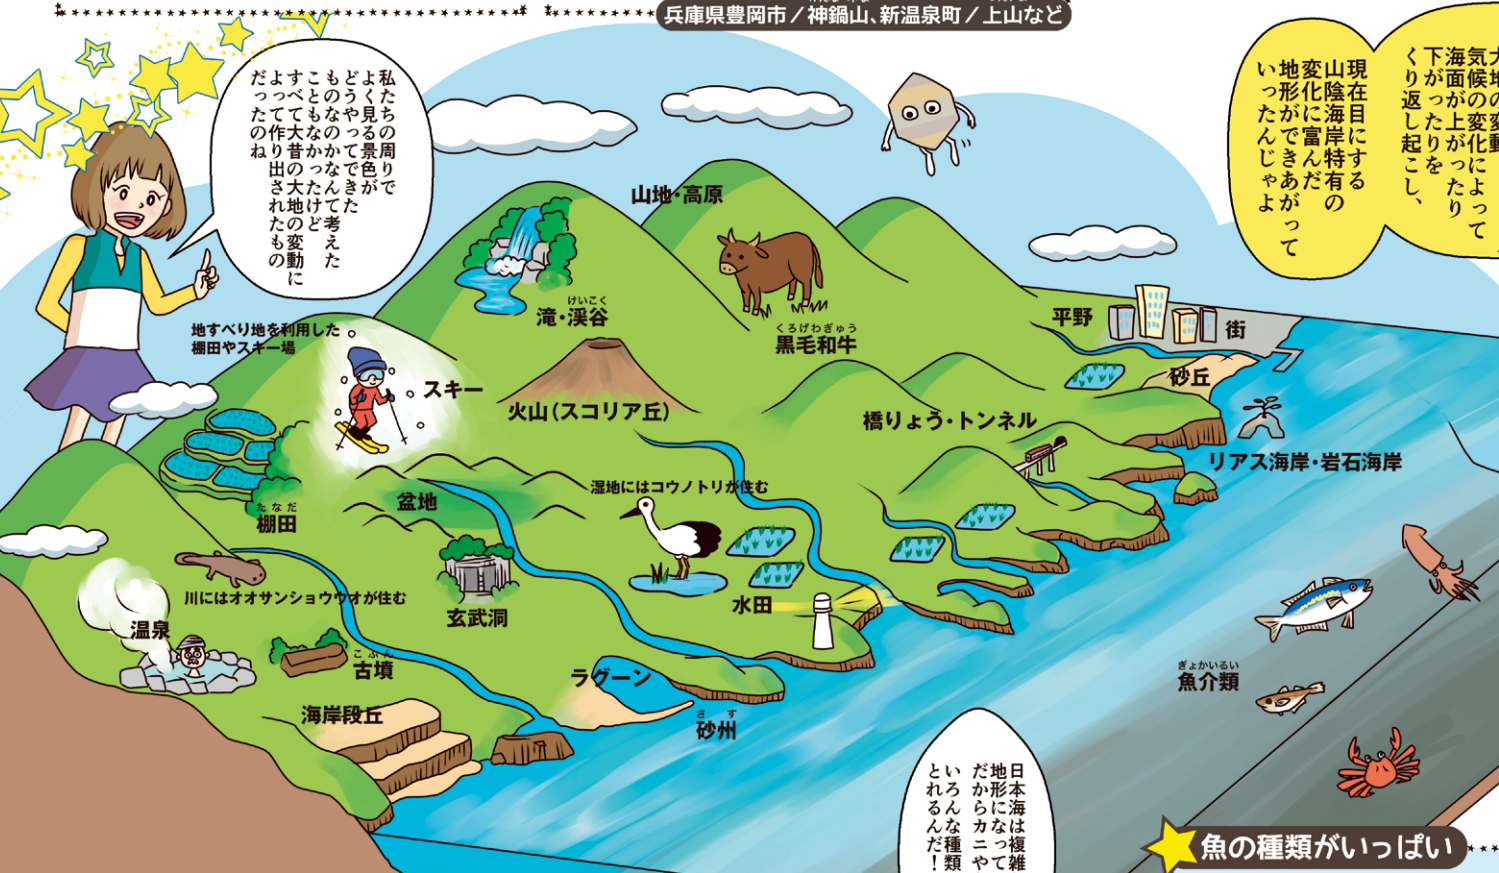 兵庫県豊岡市／神鍋山、新温泉町／上山など
気候の変化によって
海面が上がったり
下がったりを
くり返し起こし、
現在目にする
山陰海岸特有の
変化に富んだ
地形ができあがって
いったんじゃよ
私たちの周りで
よく見る景色が
どうやってできた
ものなのかなんて考えた
こともなかったけど
すべて大昔の大地の変動に
よって作り出されたもの
だったのね
山地・高原
けいこく
滝・渓谷
くろげわぎゅう
黒毛和牛
平野
街
砂丘
地すべり地を利用した
棚田やスキー場
スキー
火山（スコリア丘）
橋りょう・トンネル
リアス海岸・岩石海岸
たなだ
棚田
盆地
湿地にはコウノトリが住む
川にはオオサンショウウオが住む
温泉
玄武洞
水田
こふん
古墳
ラグーン
さす
砂州
海岸段丘
ぎょかいるい
魚介類
日本海は複雑
地形になって
だからカニや
いろんな種類
とれるんだ！
魚の種類がいっぱい